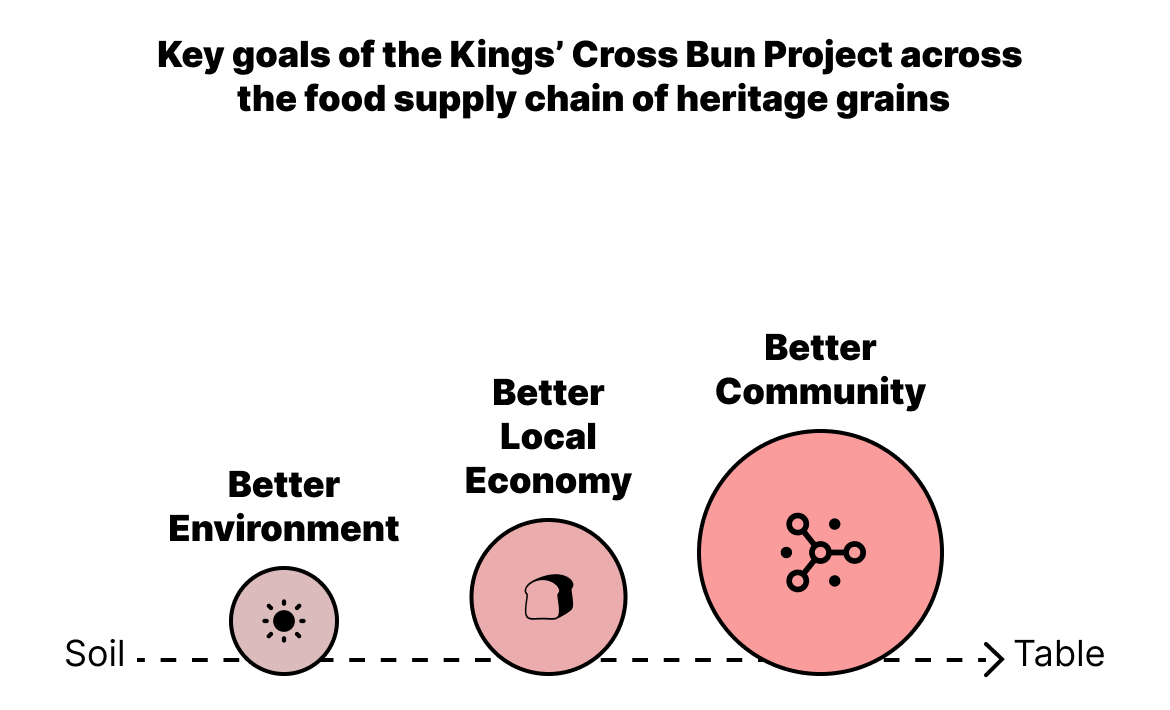 Key goals of the Kings’ Cross Bun Project across
the food supply chain of heritage grains
Better
Environment
Better
Local
Economy
Better
Community
Soil
Table